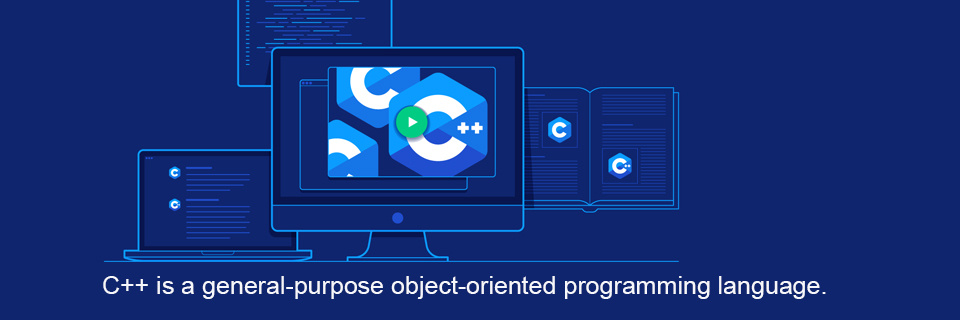 C ++
C
C++
C++ is a general-purpose object-oriented programming language.